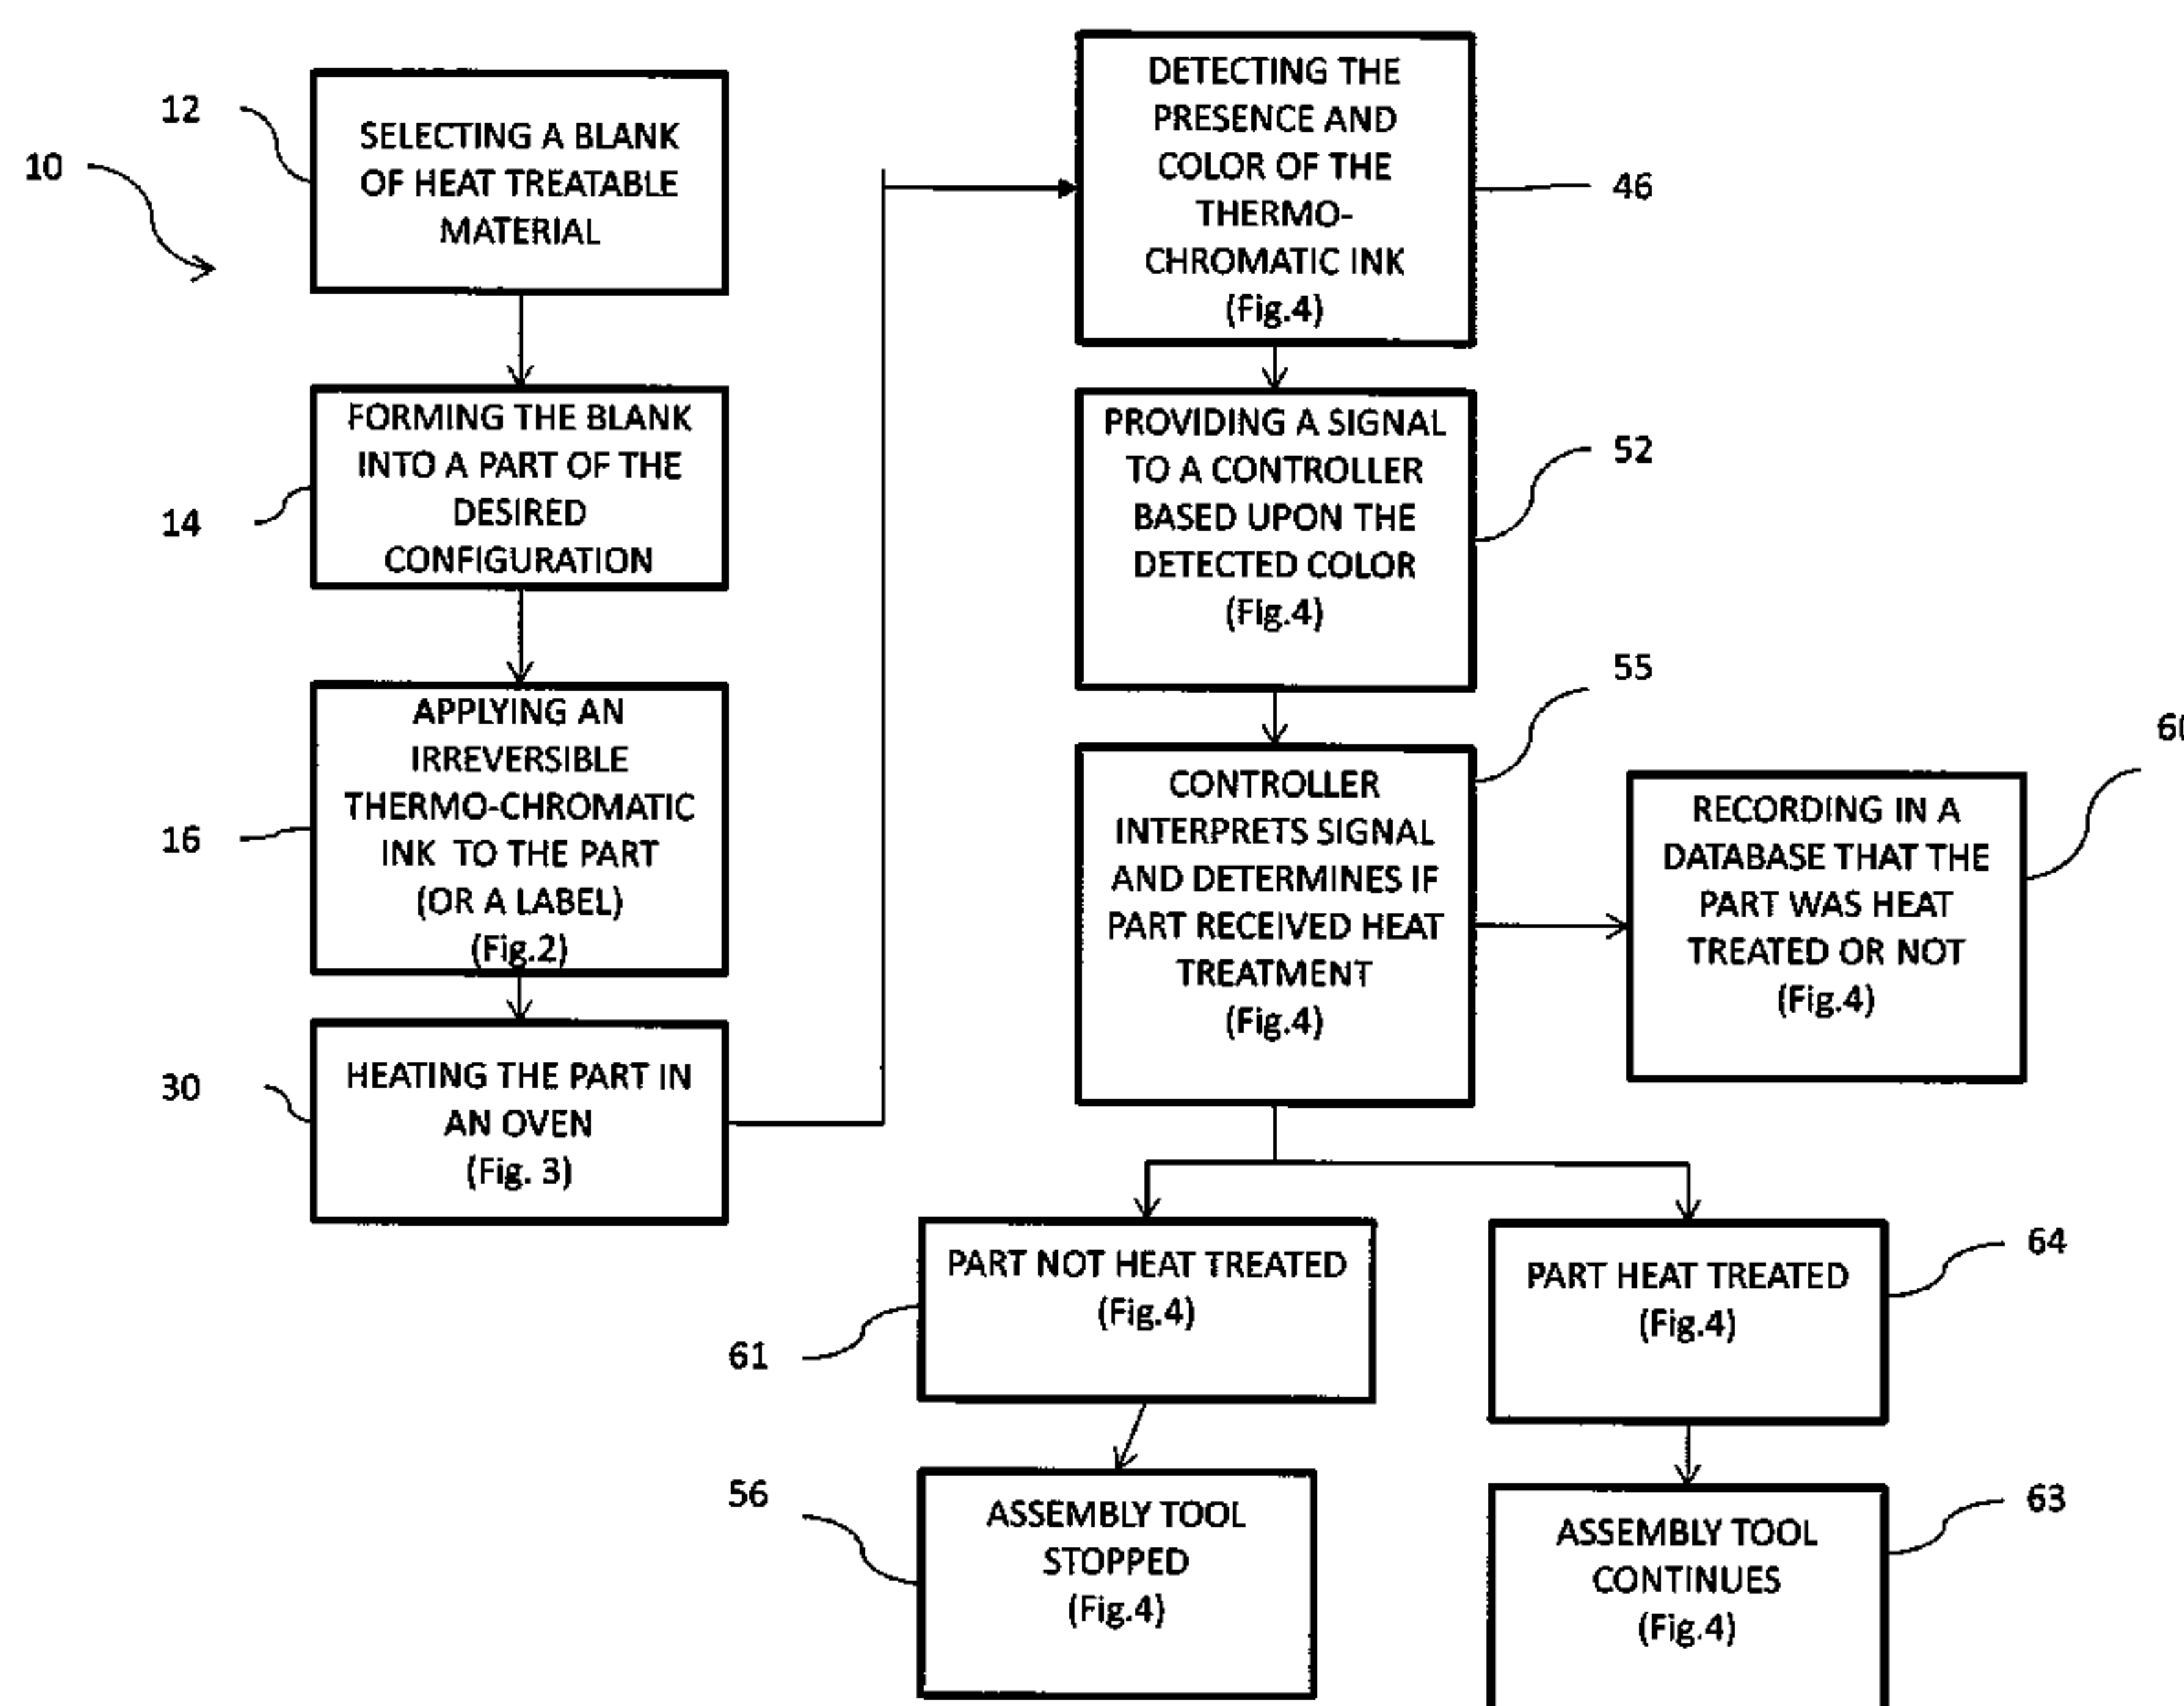 10
12
SELECTING A BLANK
OF HEAT TREATABLE
MATERIAL
14
FORMING THE BLANK
INTO A PART OF THE
DESIRED
CONFIGURATION
16
APPLYING AN
IRREVERSIBLE
THERMO-CHROMATIC
INK TO THE PART
(OR A LABEL)
(Fig.2)
30
HEATING THE PART IN
AN OVEN
(Fig. 3)
DETECTING THE
PRESENCE AND
COLOR OF THE
THERMO-
CHROMATIC INK
(Fig.4)
46
PROVIDING A SIGNAL
TO A CONTROLLER
BASED UPON THE
DETECTED COLOR
(Fig.4)
52
CONTROLLER
INTERPRETS SIGNAL
AND DETERMINES IF
PART RECEIVED HEAT
TREATMENT
(Fig.4)
55
RECORDING IN A
DATABASE THAT THE
PART WAS HEAT
TREATED OR NOT
(Fig.4)
PART NOT HEAT TREATED
(Fig.4)
61
PART HEAT TREATED
(Fig.4)
64
56
ASSEMBLY TOOL
STOPPED
(Fig.4)
ASSEMBLY TOOL
CONTINUES
(Fig.4)
63